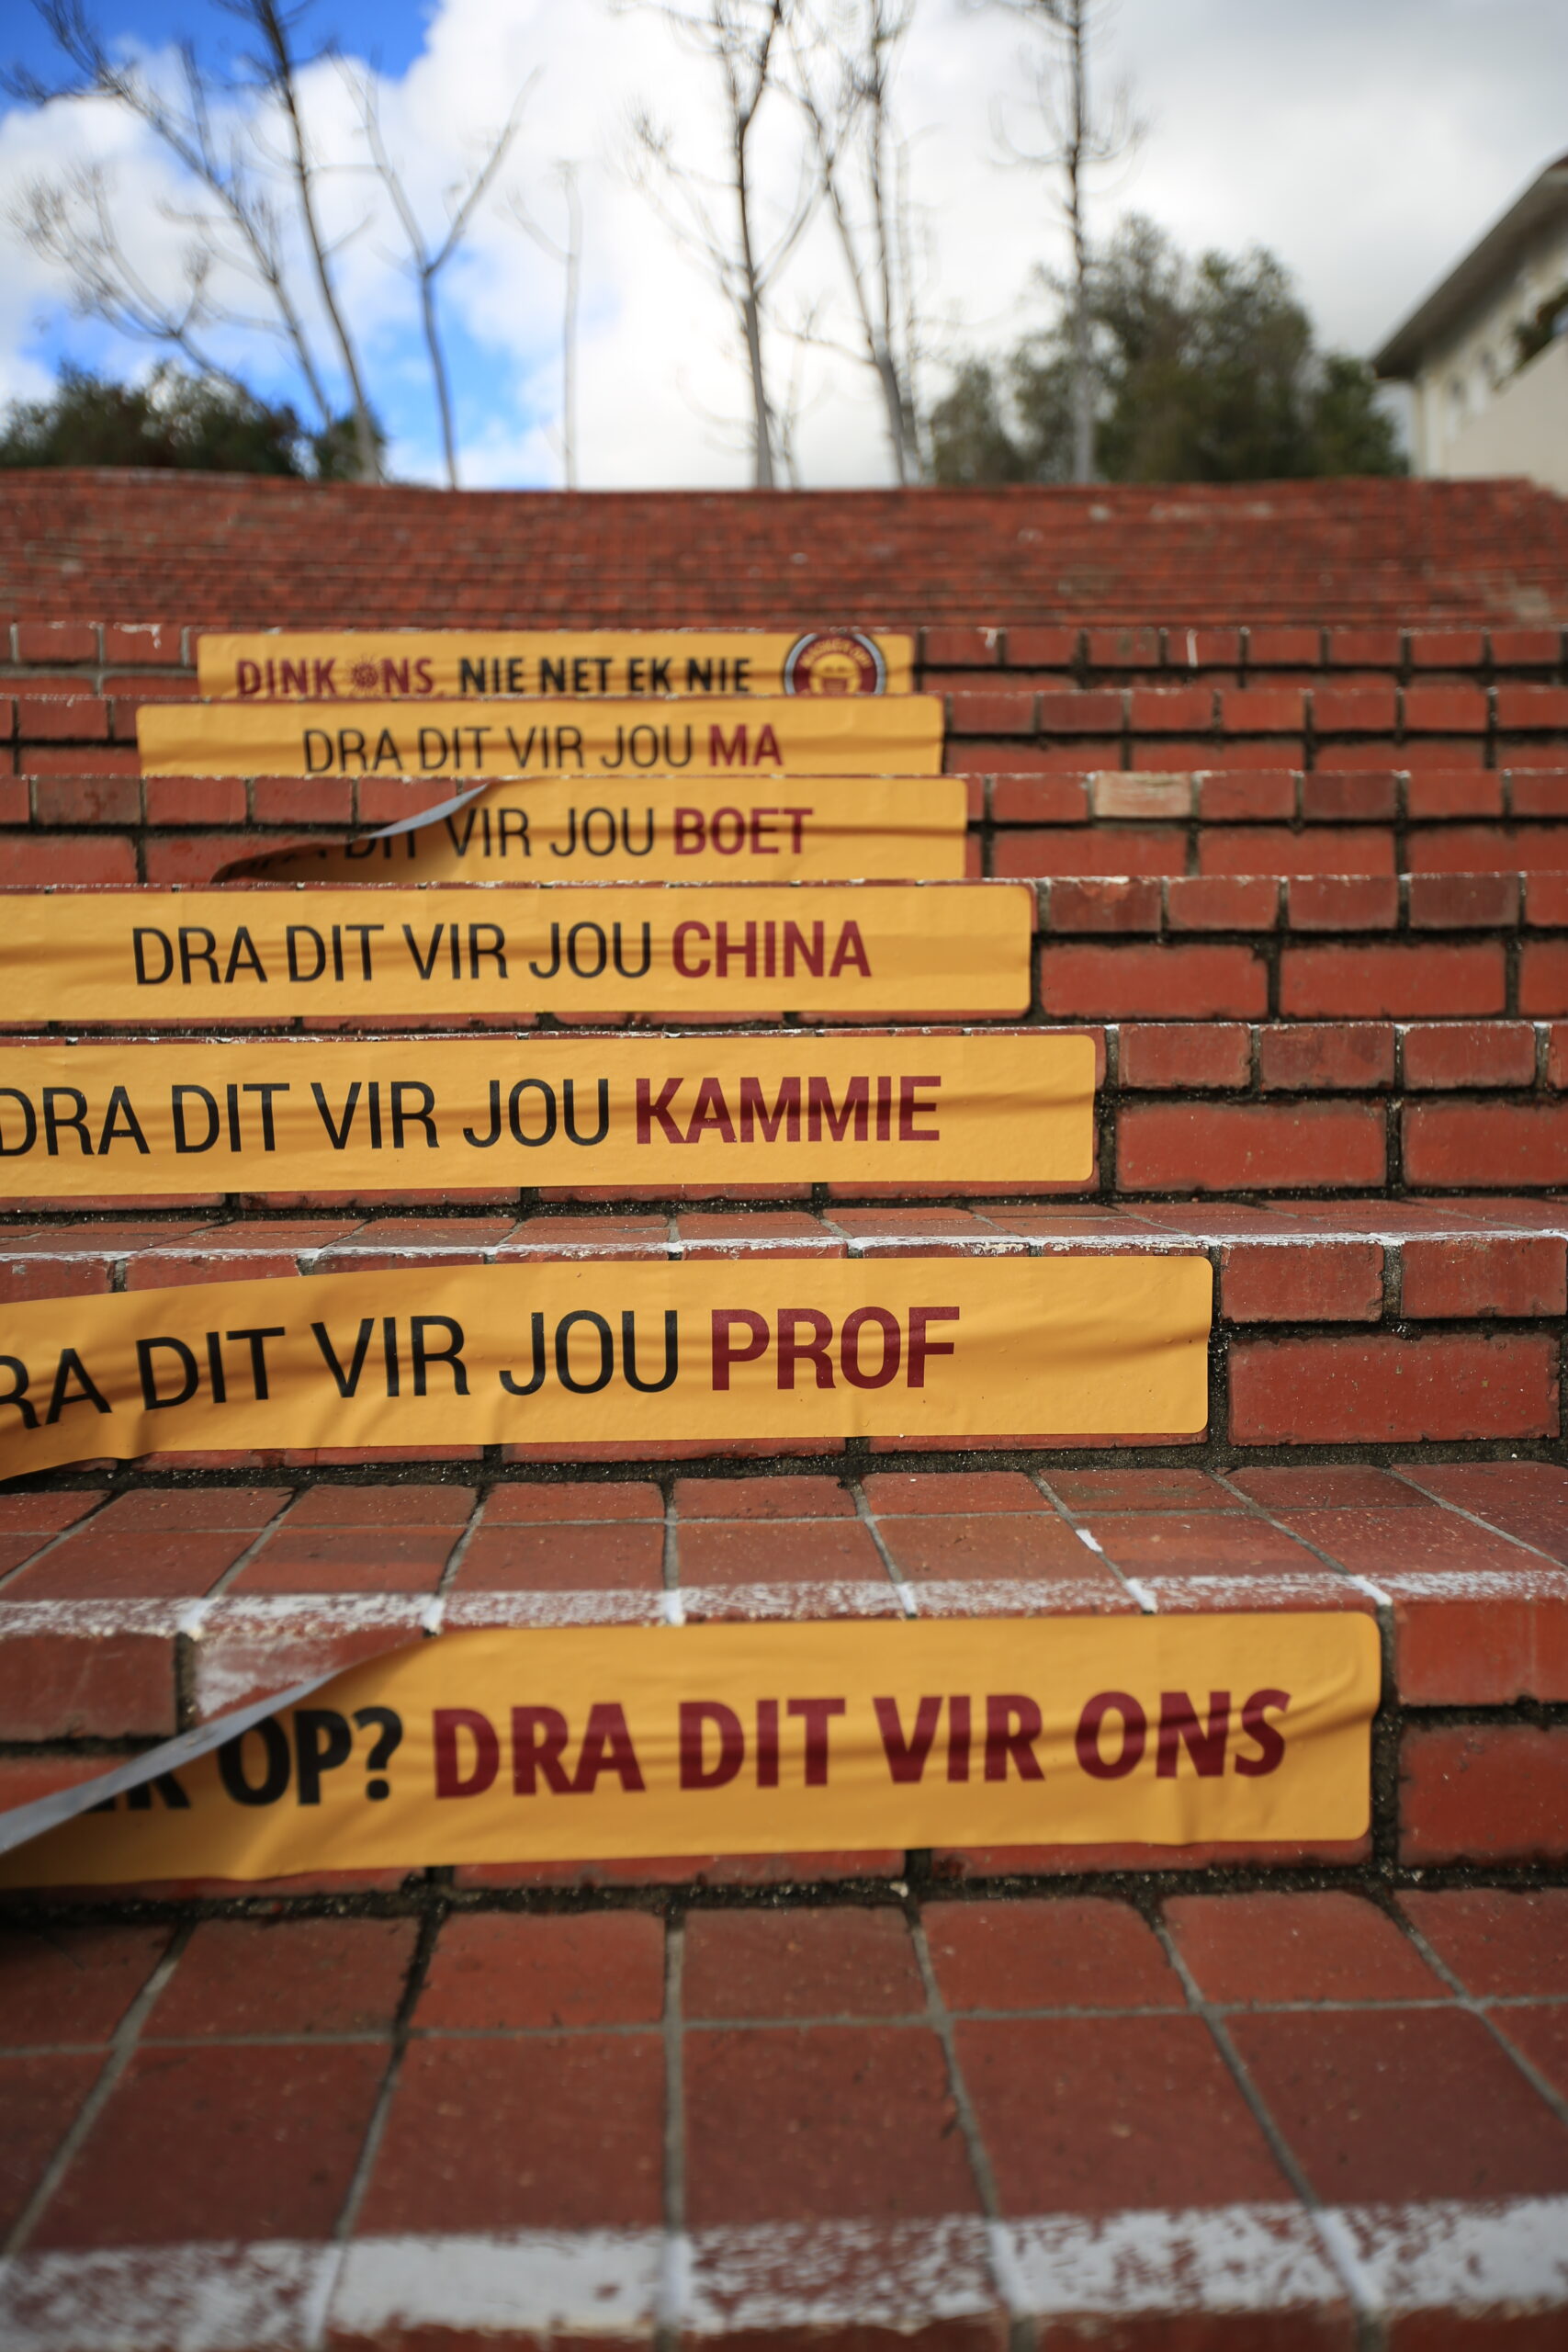 DINK ONS, NIE NET EK NIE
DRA DIT VIR JOU MA
DIT VIR JOU BOET
DRA DIT VIR JOU CHINA
DRA DIT VIR JOU KAMMIE
RA DIT VIR JOU PROF
OP? DRA DIT VIR ONS